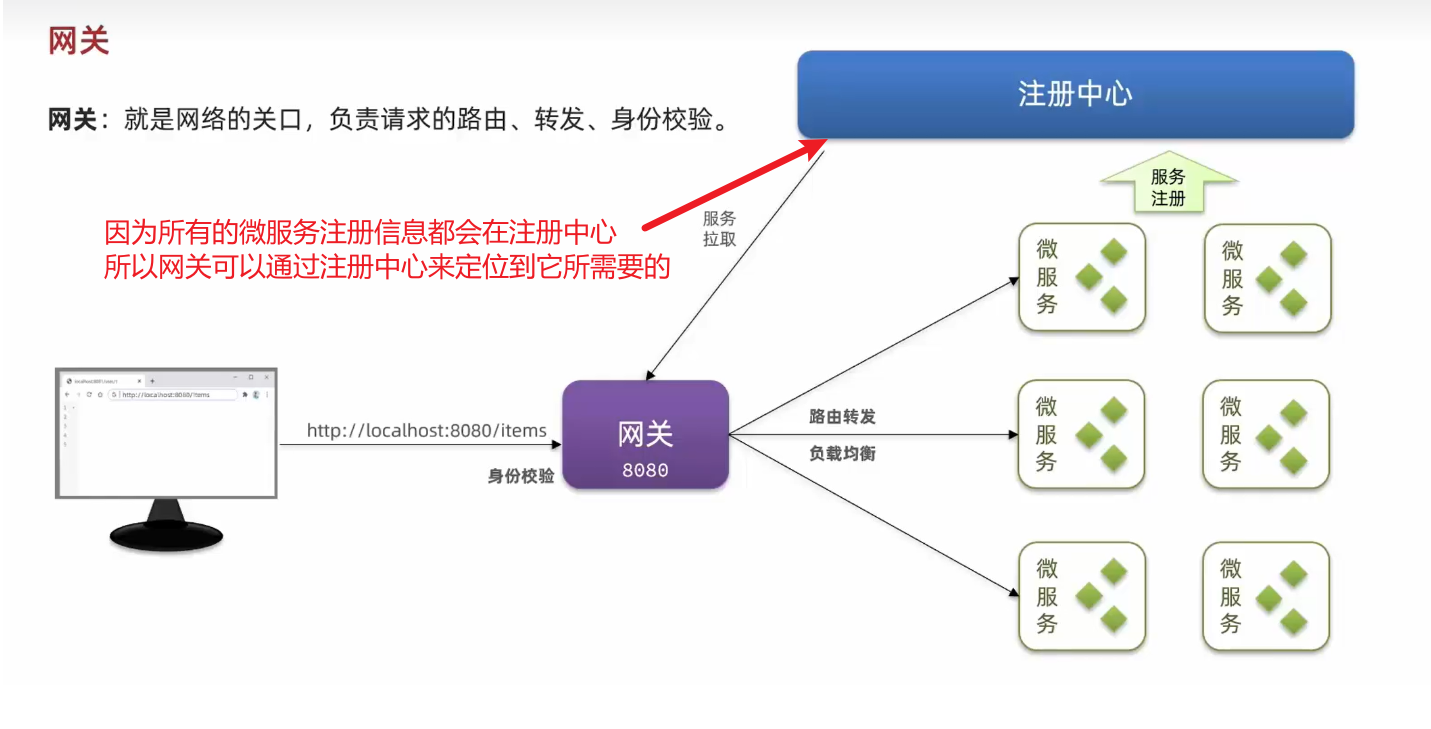 网关
注册中心
网关：就是网络的关口，负责请求的路由、转发、身份校验。
服务
注册
服务
拉取
因为所有的微服务注册信息都会在注册中心
所以网关可以通过注册中心来定位到它所需要的
微
服
务
微
服
务
http://localhost:8080/items
http://localhost:8080/items
身份校验
网关
8080
路由转发
负载均衡
微
服
务
微
服
务
微
服
务
微
服
务